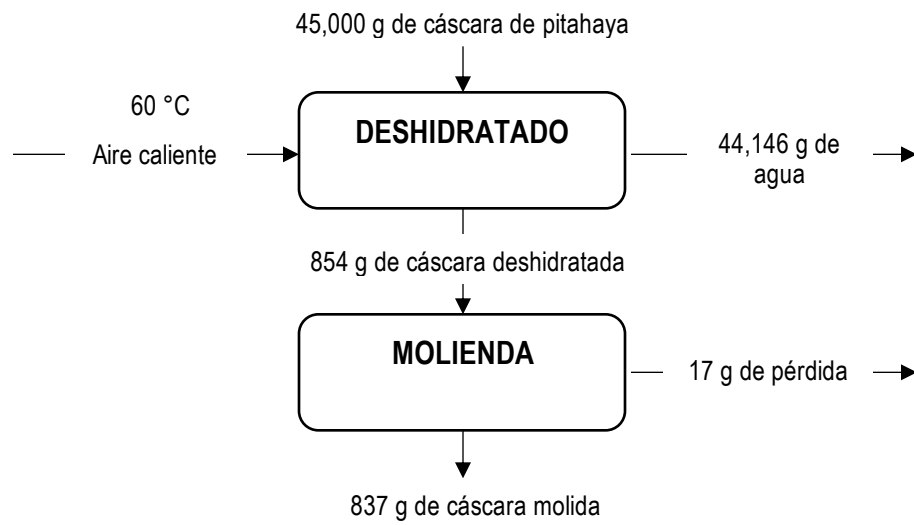 45,000 g de cáscara de pitahaya
60 °C
Aire caliente
DESHIDRATADO
44,146 g de
agua
854 g de cáscara deshidratada
MOLIENDA
17 g de pérdida
837 g de cáscara molida